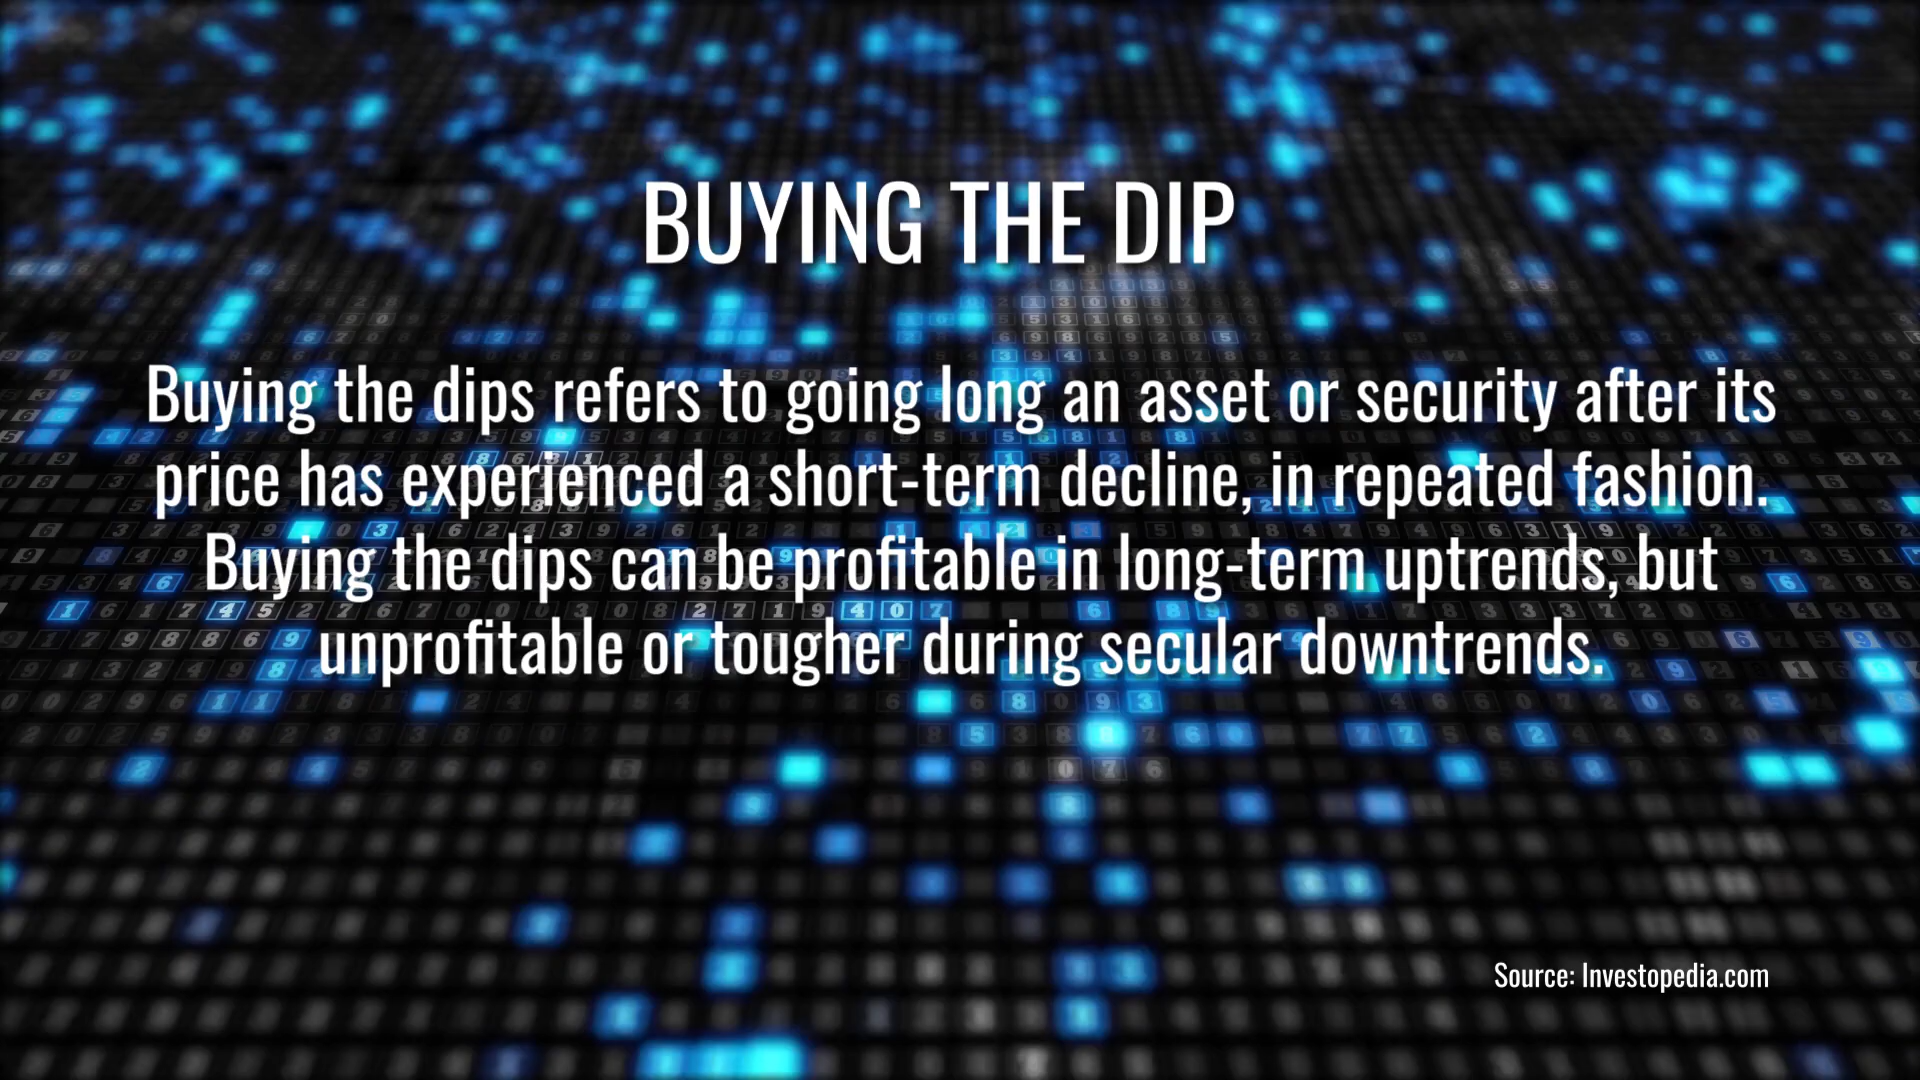 BUYING THE DIP
Buying the dips refers to going long an asset or security after its
price has experienced a short-term decline, in repeated fashion.
Buying the dips can be profitable in long-term uptrends, but
unprofitable or tougher during secular downtrends.
Source: Investopedia.com